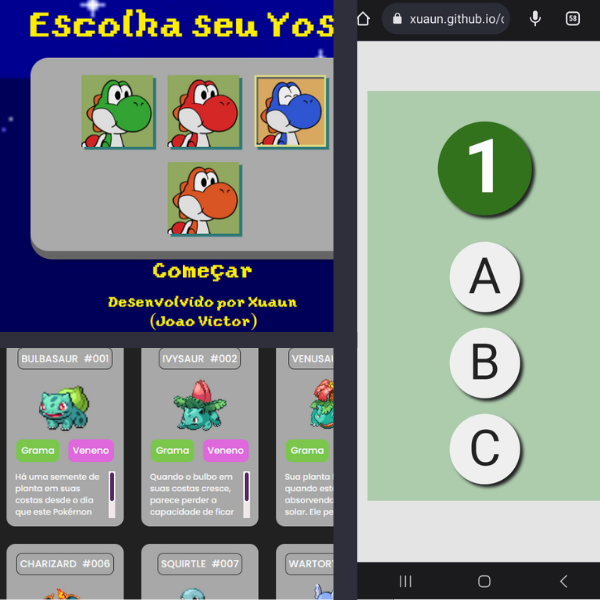 Escolha seu Yos
Começar
Desenvolvido por Xuaun
(Joao Victor)
xuaun.github.io/c
58
1
A
B
C
BULBASAUR #001
Grama Veneno
Há uma semente de
planta em suas
costas desde o dia
que este Pokémon
IVYSAUR #002
Grama Veneno
Quando o bulbo em
suas costas cresce,
parece perder a
capacidade de ficar
VENUSAU
Grama
Sua planta
quando est
absorvendo
solar. Ele pe
CHARIZARD #006
SQUIRTLE #007
WARTOR